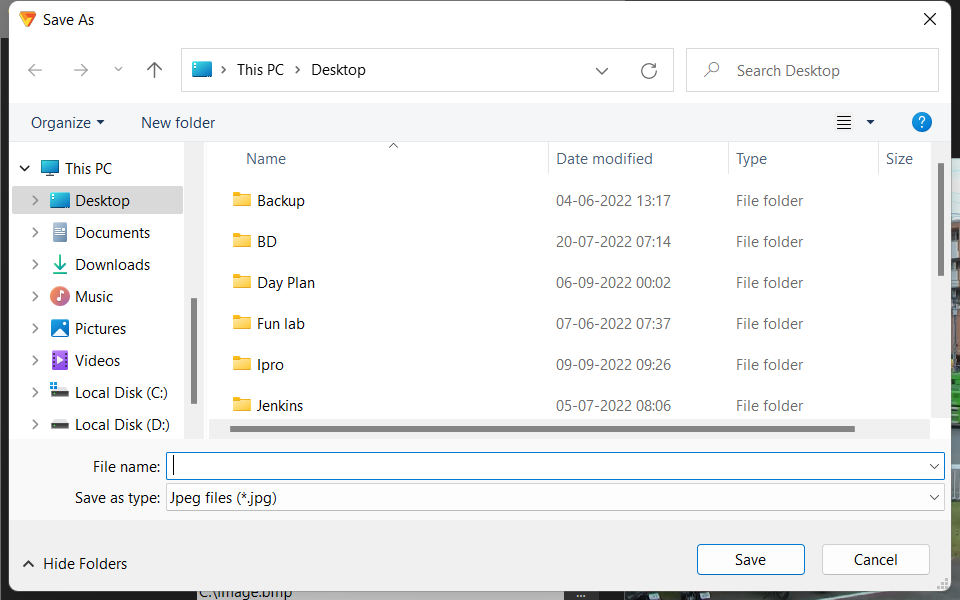 Save As
This PC > Desktop
Search Desktop
Organize New folder
?
Name Date modified Type Size
This PC
Desktop
Documents
Downloads
Music
Pictures
Videos
Local Disk (C:)
Local Disk (D:)
Backup 04-06-2022 13:17 File folder
BD 20-07-2022 07:14 File folder
Day Plan 06-09-2022 00:02 File folder
Fun lab 07-06-2022 07:37 File folder
Ipro 09-09-2022 09:26 File folder
Jenkins 05-07-2022 08:06 File folder
File name:
Save as type: Jpeg files (*.jpg)
Hide Folders Save Cancel
C:\image.bmp ...